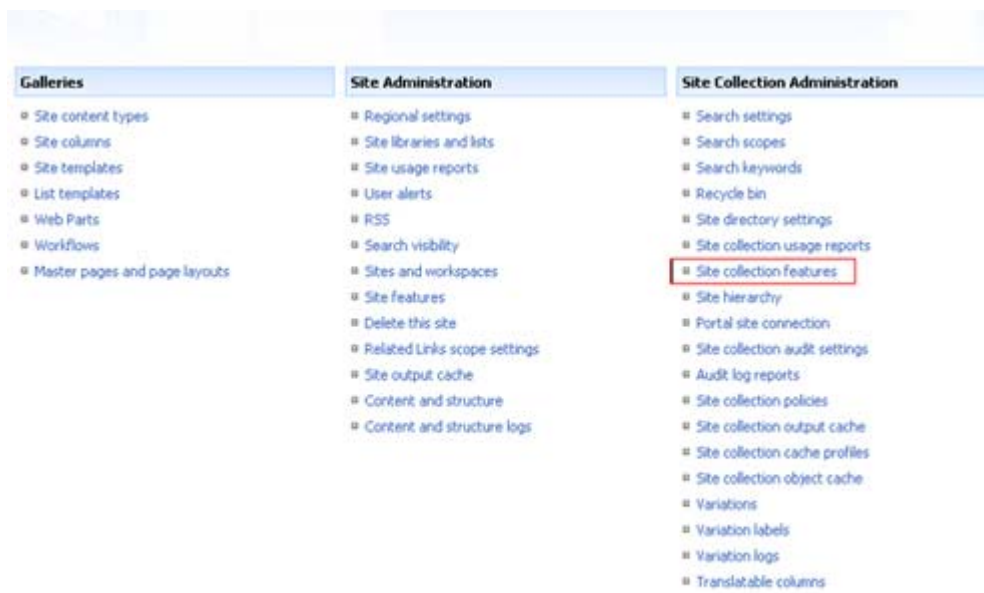 Galleries
Site content types
Site columns
Site templates
List templates
Web Parts
Workflows
Master pages and page layouts
Site Administration
Regional settings
Site libraries and lists
Site usage reports
User alerts
RSS
Search visibility
Sites and workspaces
Site features
Delete this site
Related Links scope settings
Site output cache
Content and structure
Content and structure logs
Site Collection Administration
Search settings
Search scopes
Search keywords
Recycle bin
Site directory settings
Site collection usage reports
Site collection features
Site hierarchy
Portal site connection
Site collection audit settings
Audit log reports
Site collection policies
Site collection output cache
Site collection cache profiles
Site collection object cache
Variations
Variation labels
Variation logs
Translatable columns